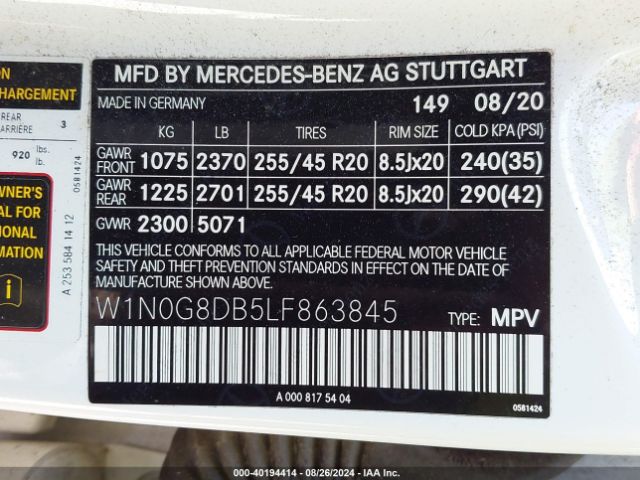 ON
CHARGEMENT
REAR
ARRIÈRE 3
920 lbs.
lb.
0581424
WNER'S
AL FOR
IONAL
MATION
i
A 253 584 14 12
MFD BY MERCEDES-BENZ AG STUTTGART
MADE IN GERMANY 149 08/20
KG LB TIRES RIM SIZE COLD KPA (PSI)
GAWR FRONT 1075 2370 255/45 R20 8.5Jx20 240(35)
GAWR REAR 1225 2701 255/45 R20 8.5Jx20 290(42)
GVWR 2300 5071
THIS VEHICLE CONFORMS TO ALL APPLICABLE FEDERAL MOTOR VEHICLE
SAFETY AND THEFT PREVENTION STANDARDS IN EFFECT ON THE DATE OF
MANUFACTURE SHOWN ABOVE.
W1N0G8DB5LF863845 TYPE: MPV
A 000 817 54 04
0581424
000-40194414 - 08/26/2024 - IAA Inc.